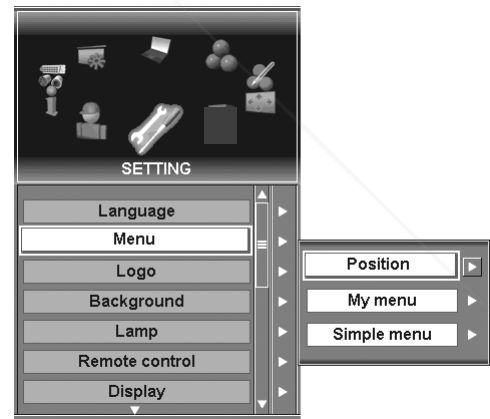 SETTING
Language
Menu
Logo
Background
Lamp
Remote control
Display
Position
My menu
Simple menu